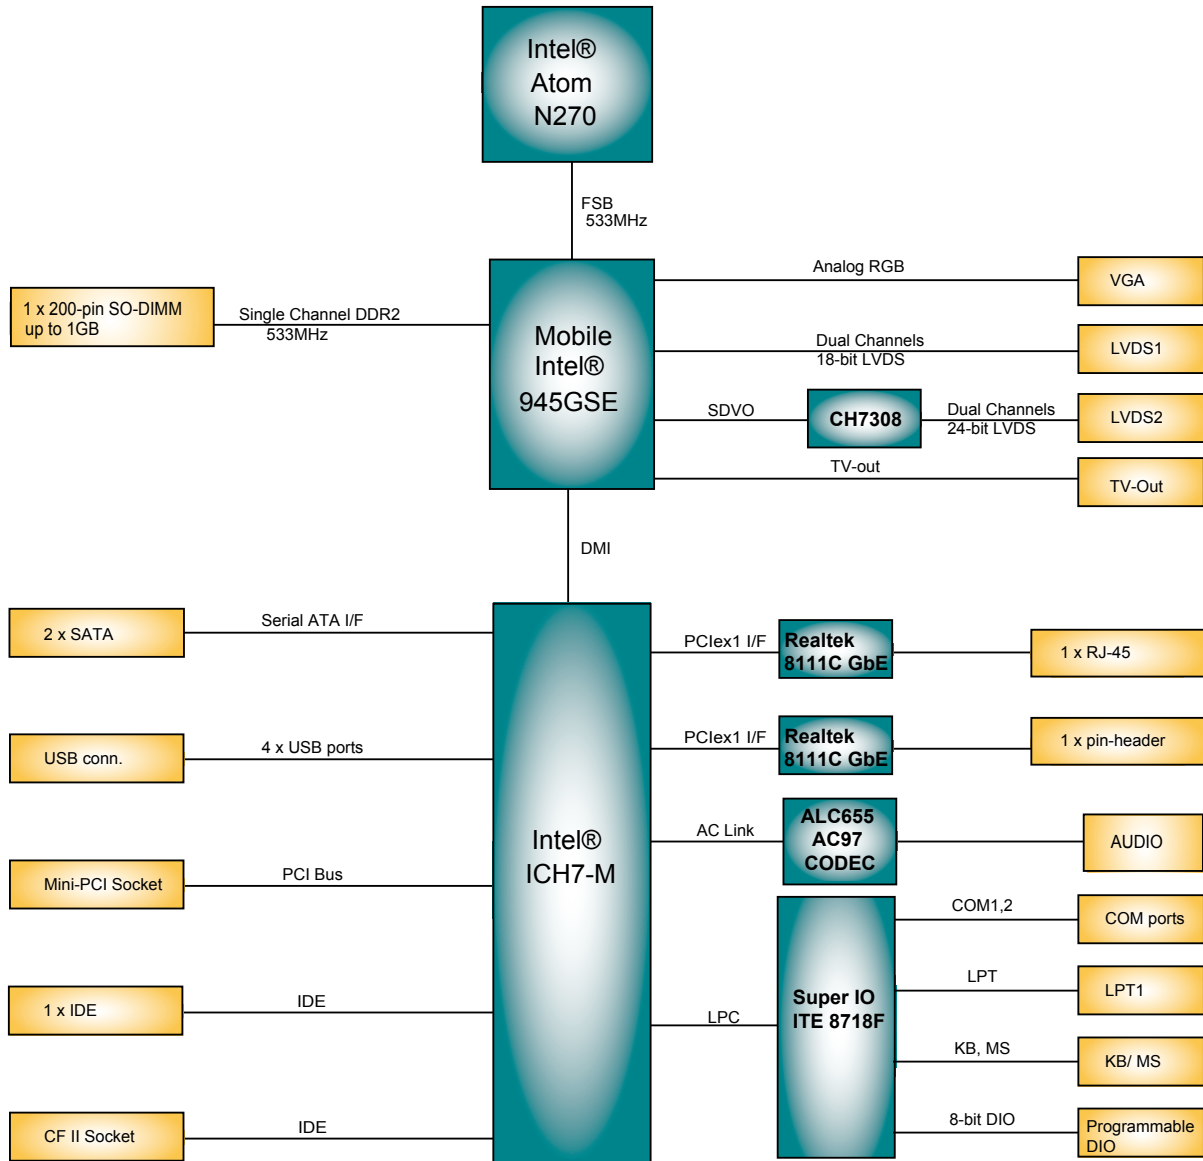 Intel®
Atom
N270
FSB
533MHz
Analog RGB
VGA
1 x 200-pin SO-DIMM
up to 1GB
Single Channel DDR2
533MHz
Mobile
Intel®
945GSE
Dual Channels
18-bit LVDS
LVDS1
SDVO
CH7308
Dual Channels
24-bit LVDS
LVDS2
TV-out
TV-Out
DMI
2 x SATA
Serial ATA I/F
PCIex1 I/F
Realtek
8111C GbE
1 x RJ-45
USB conn.
4 x USB ports
PCIex1 I/F
Realtek
8111C GbE
1 x pin-header
Intel®
ICH7-M
AC Link
ALC655
AC97
CODEC
AUDIO
Mini-PCI Socket
PCI Bus
COM1,2
COM ports
1 x IDE
IDE
LPC
Super IO
ITE 8718F
LPT
LPT1
KB, MS
KB/ MS
CF II Socket
IDE
8-bit DIO
Programmable
DIO